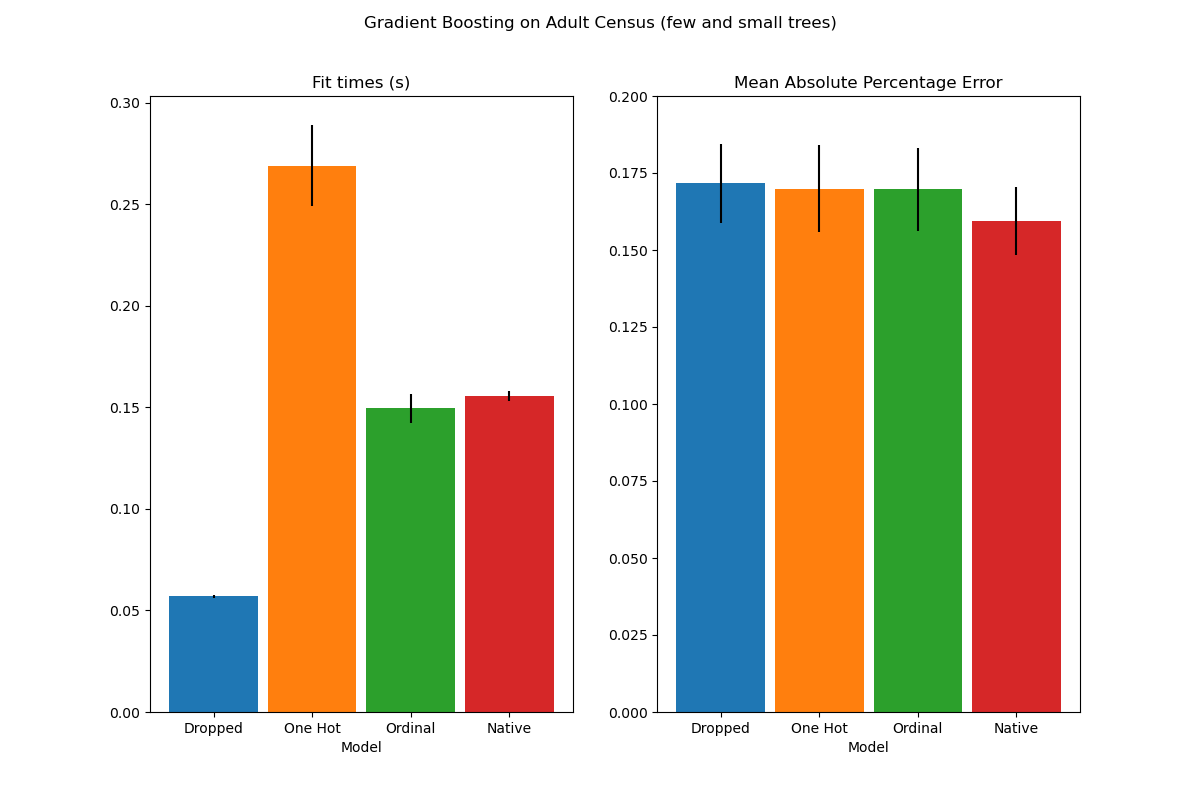 Gradient Boosting on Adult Census (few and small trees)
Fit times (s)
0.30
0.25
0.20
0.15
0.10
0.05
0.00
Dropped One Hot Ordinal Native
Model
Mean Absolute Percentage Error
0.200
0.175
0.150
0.125
0.100
0.075
0.050
0.025
0.000
Dropped One Hot Ordinal Native
Model